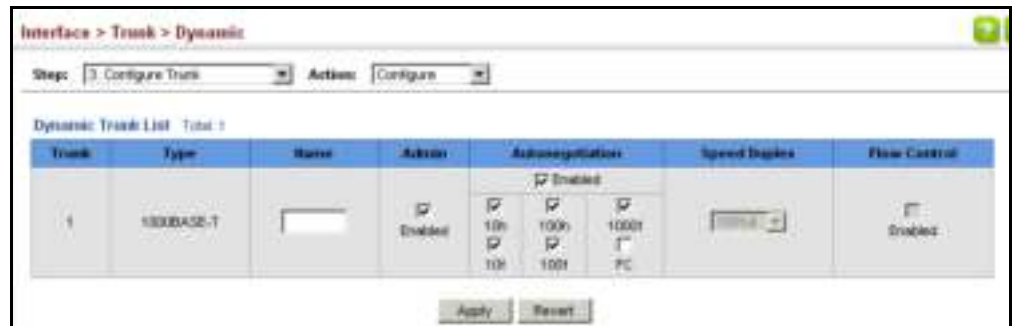 Interface > Trunk > Dynamic
Step: 3. Configure Trunk Action: Configure
Dynamic Trunk List Total: 1
Trunk Type Name Admin Autonegotiation Speed Duplex Flow Control
Enabled
1 1000BASE-T Enabled 10h 100h 1000f Enabled
10f 100f FC
Apply Revert